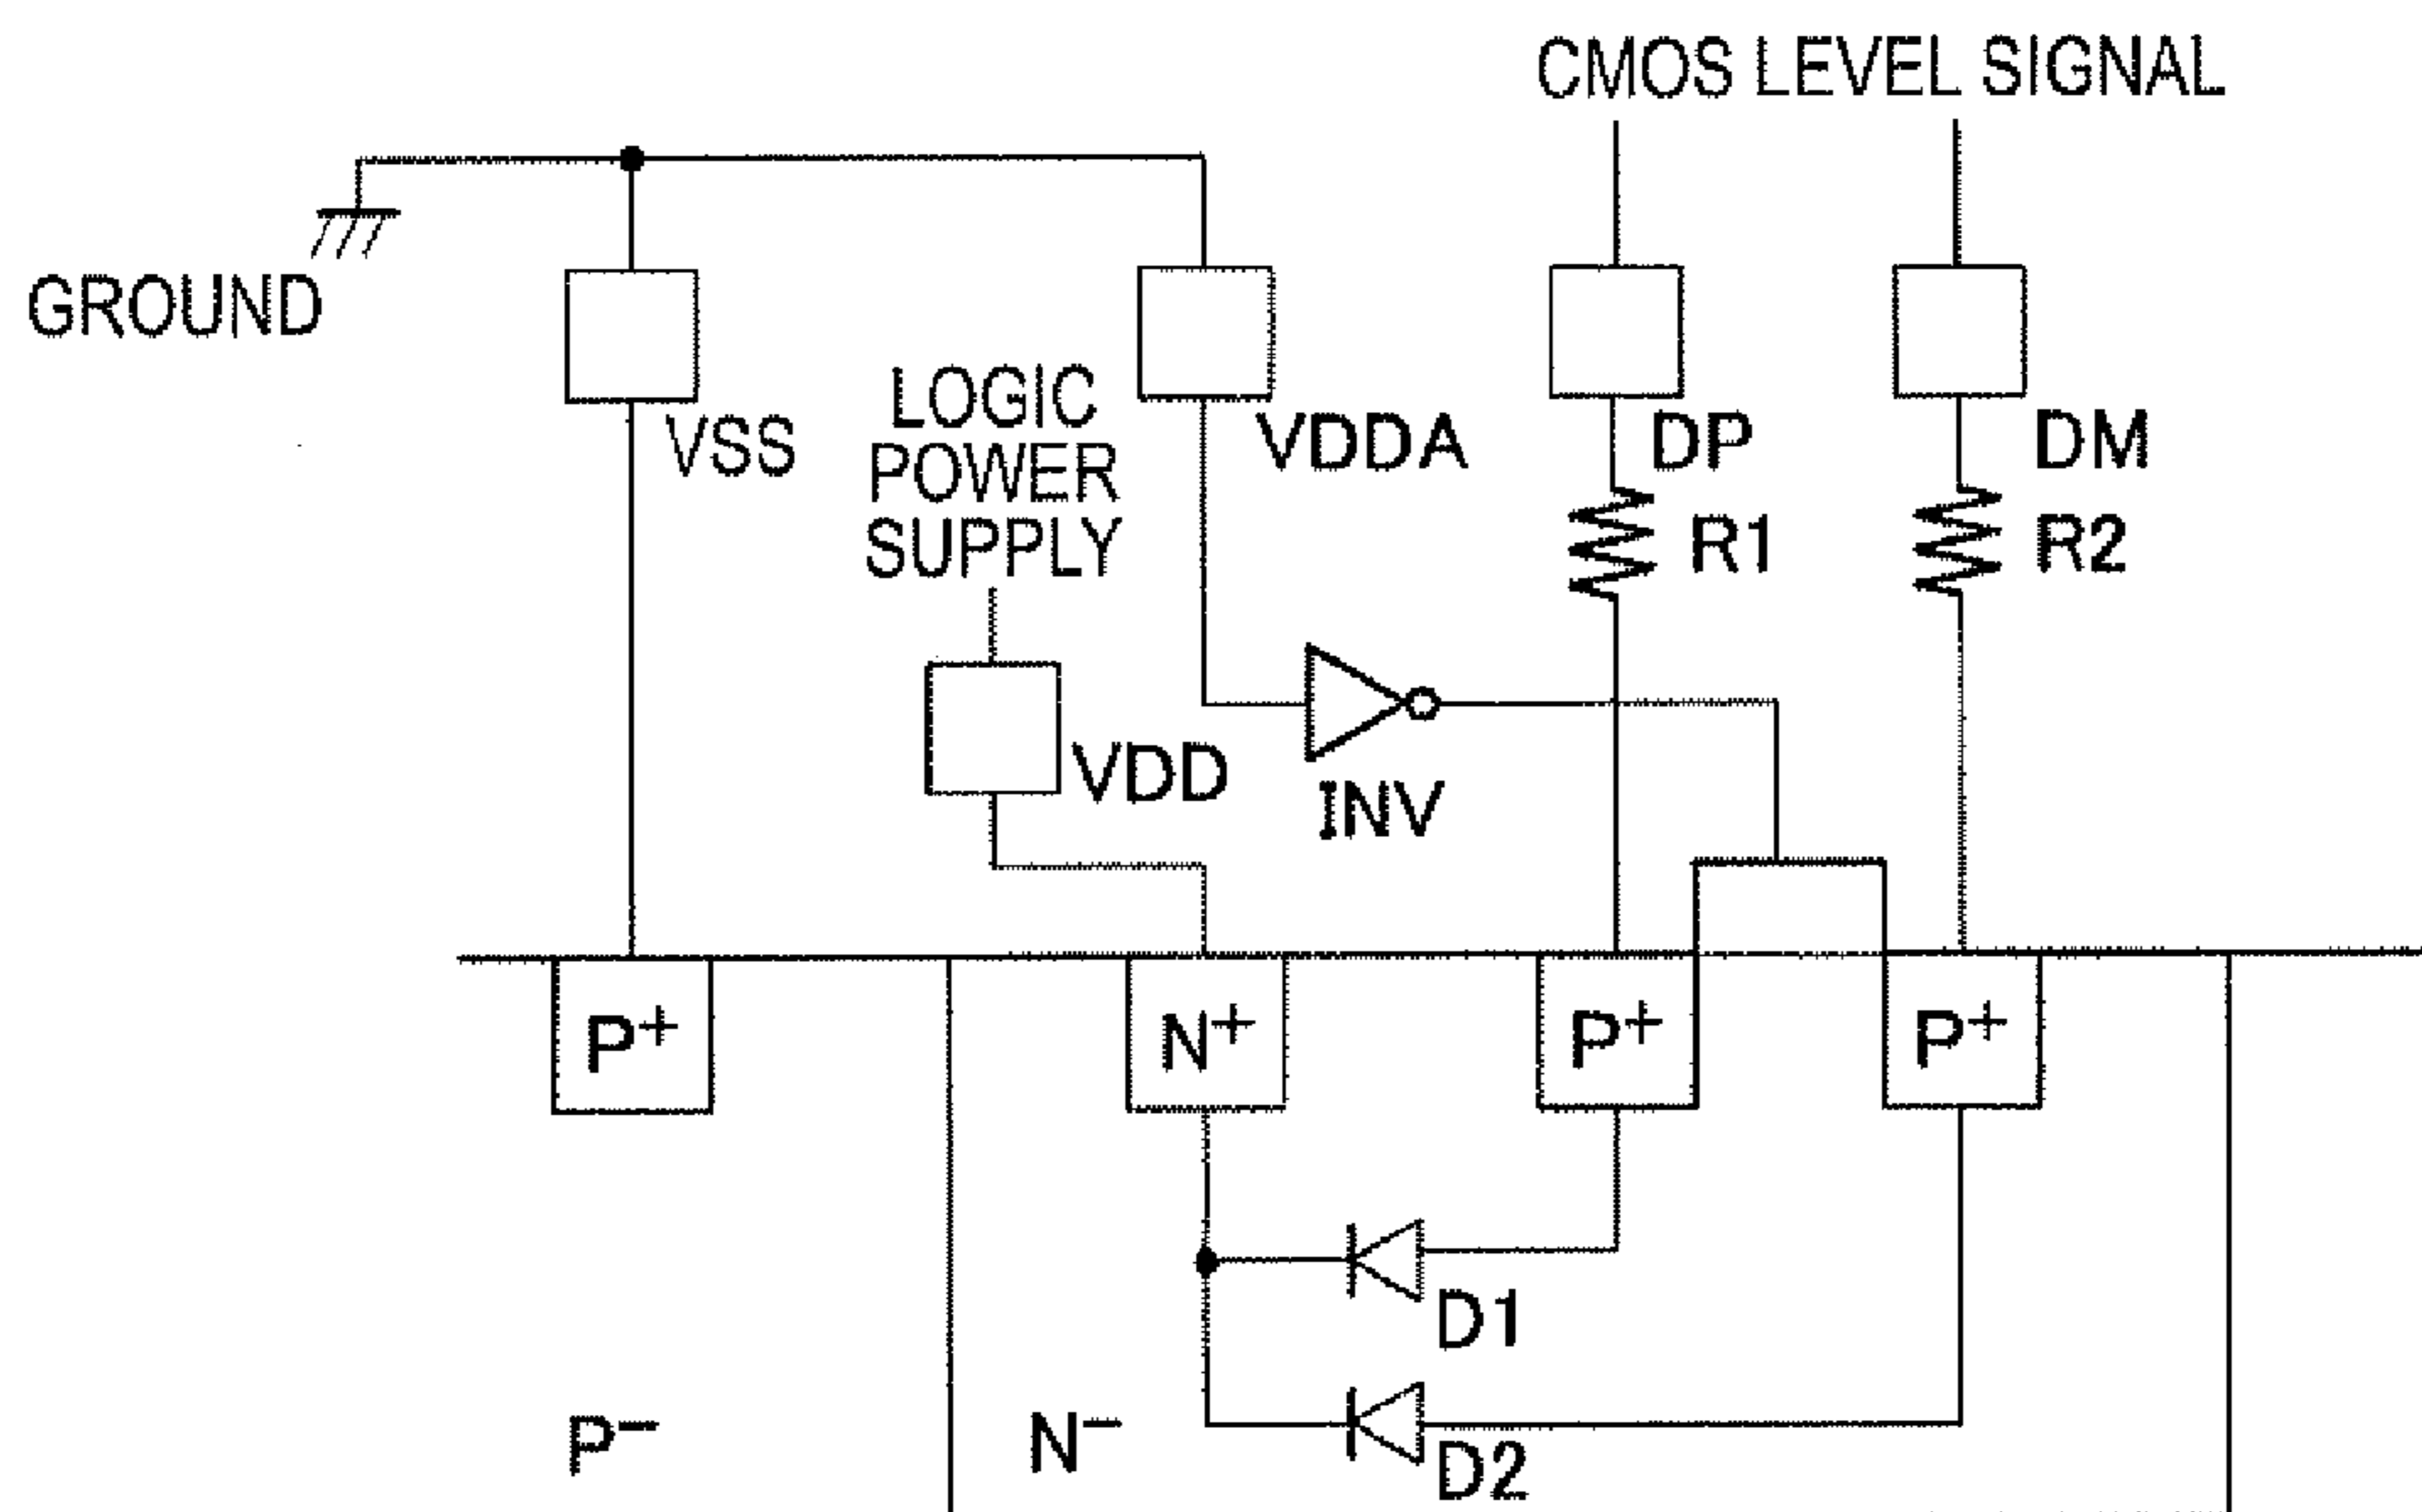 CMOS LEVEL SIGNAL
GROUND
VSS
LOGIC
POWER
SUPPLY
VDDA
DP
DM
R1
R2
VDD
INV
P+
N+
P+
P+
D1
P−
N−
D2